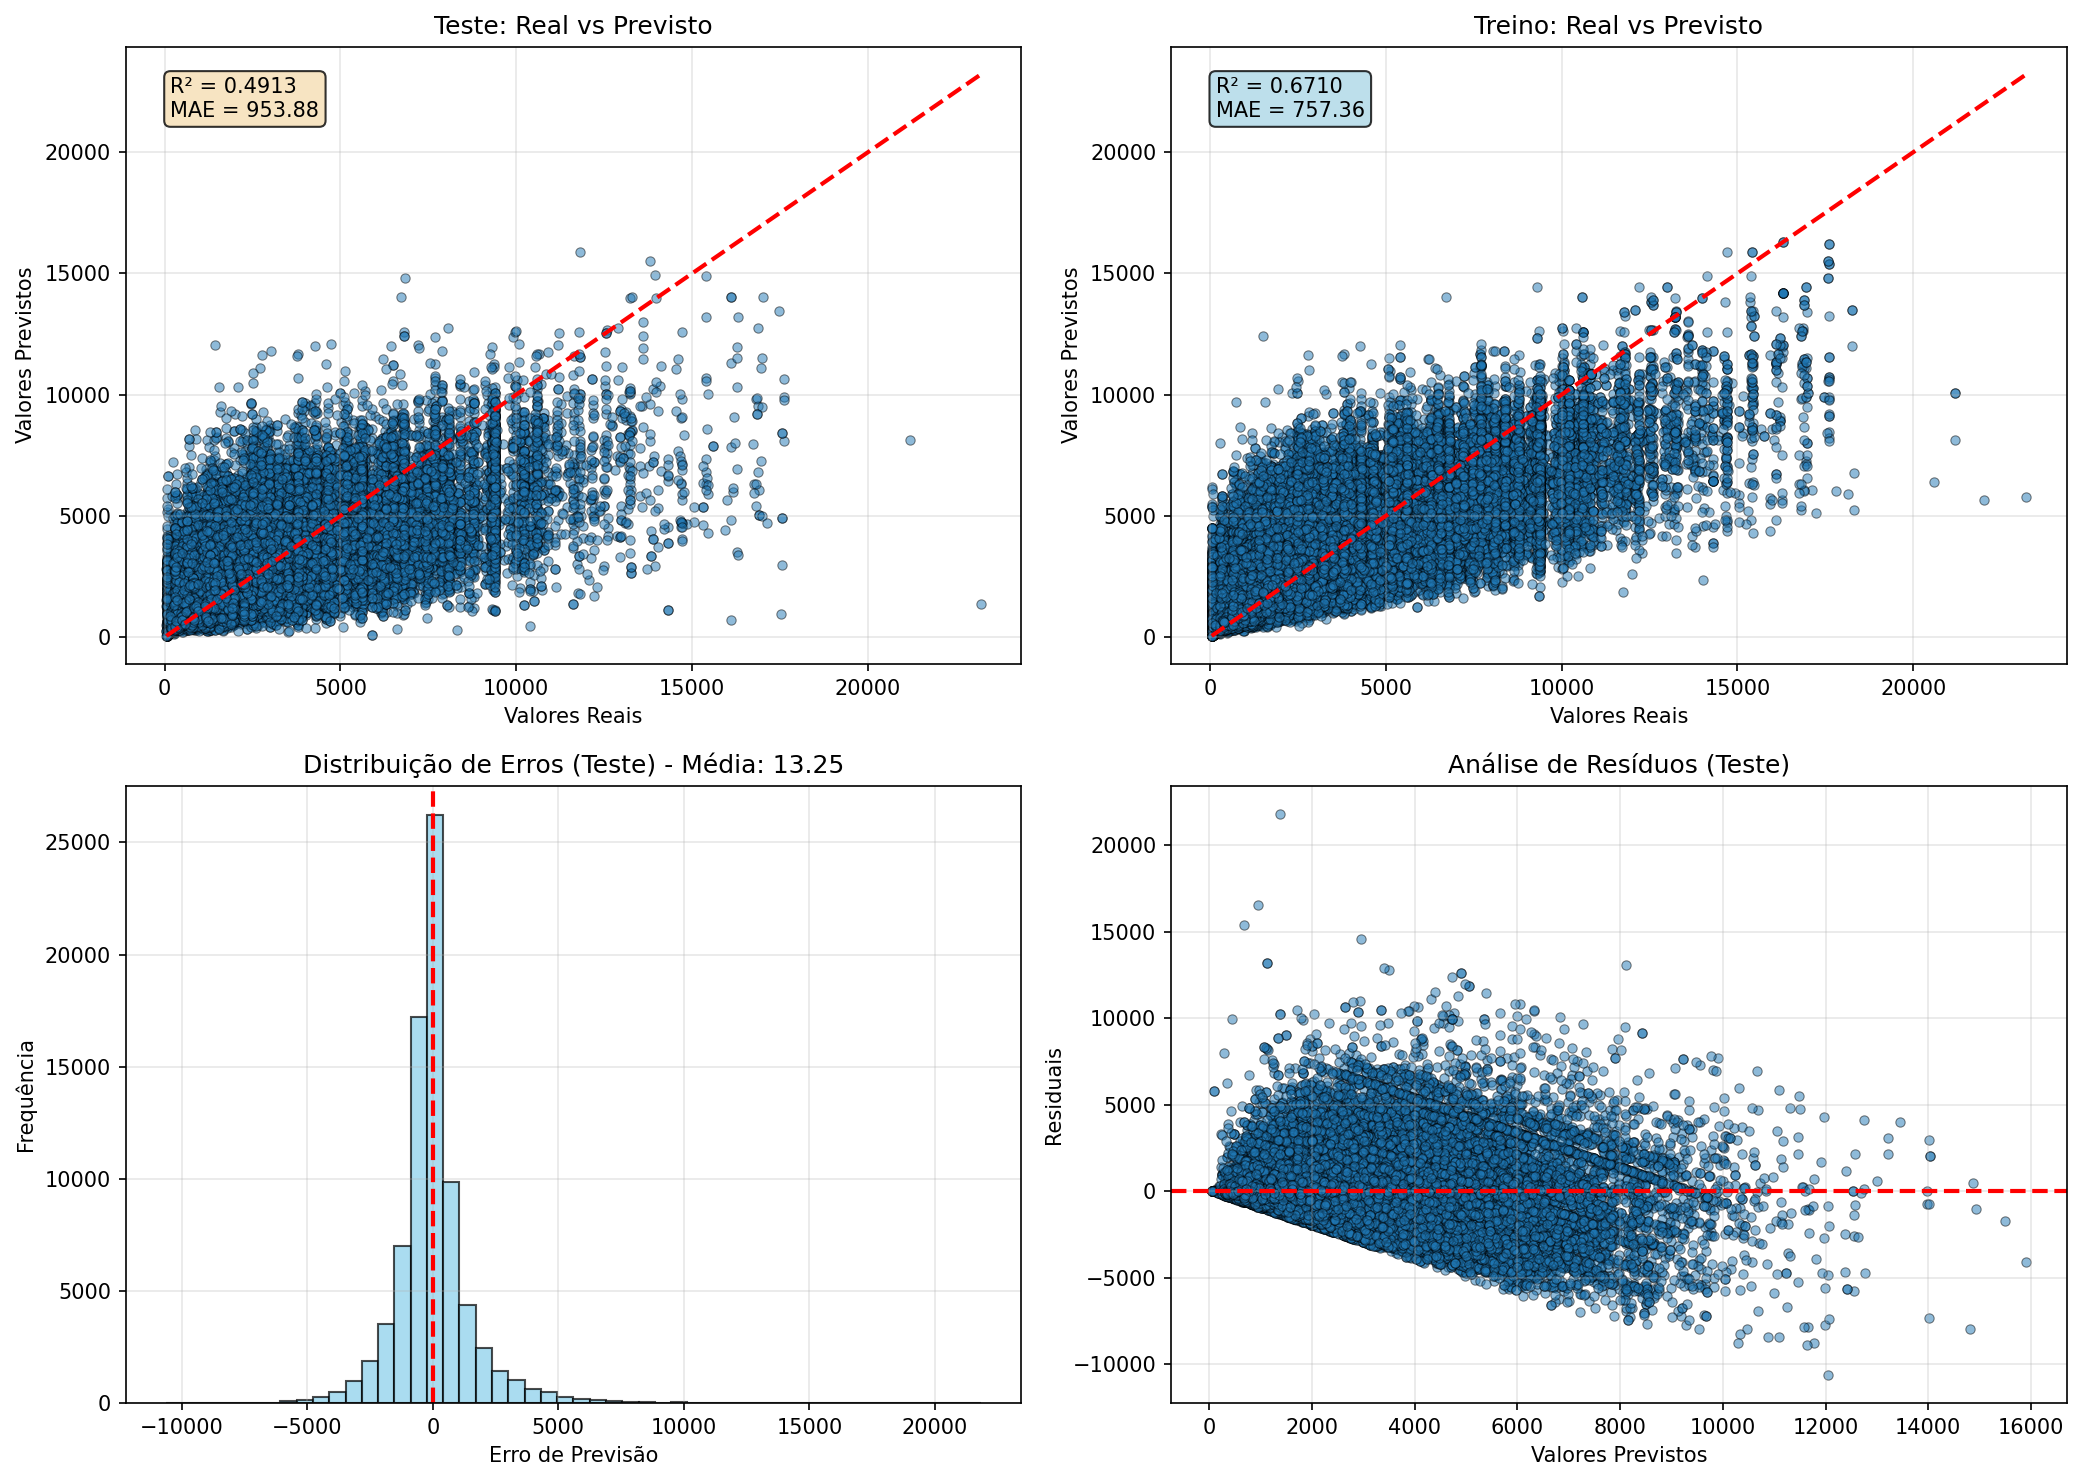 Teste: Real vs Previsto
R² = 0.4913
MAE = 953.88
Valores Previstos
20000
15000
10000
5000
0
0 5000 10000 15000 20000
Valores Reais
Treino: Real vs Previsto
R² = 0.6710
MAE = 757.36
Valores Previstos
20000
15000
10000
5000
0
0 5000 10000 15000 20000
Valores Reais
Distribuição de Erros (Teste) - Média: 13.25
Frequência
25000
20000
15000
10000
5000
0
−10000 −5000 0 5000 10000 15000 20000
Erro de Previsão
Análise de Resíduos (Teste)
Residuais
20000
15000
10000
5000
0
−5000
−10000
0 2000 4000 6000 8000 10000 12000 14000 16000
Valores Previstos